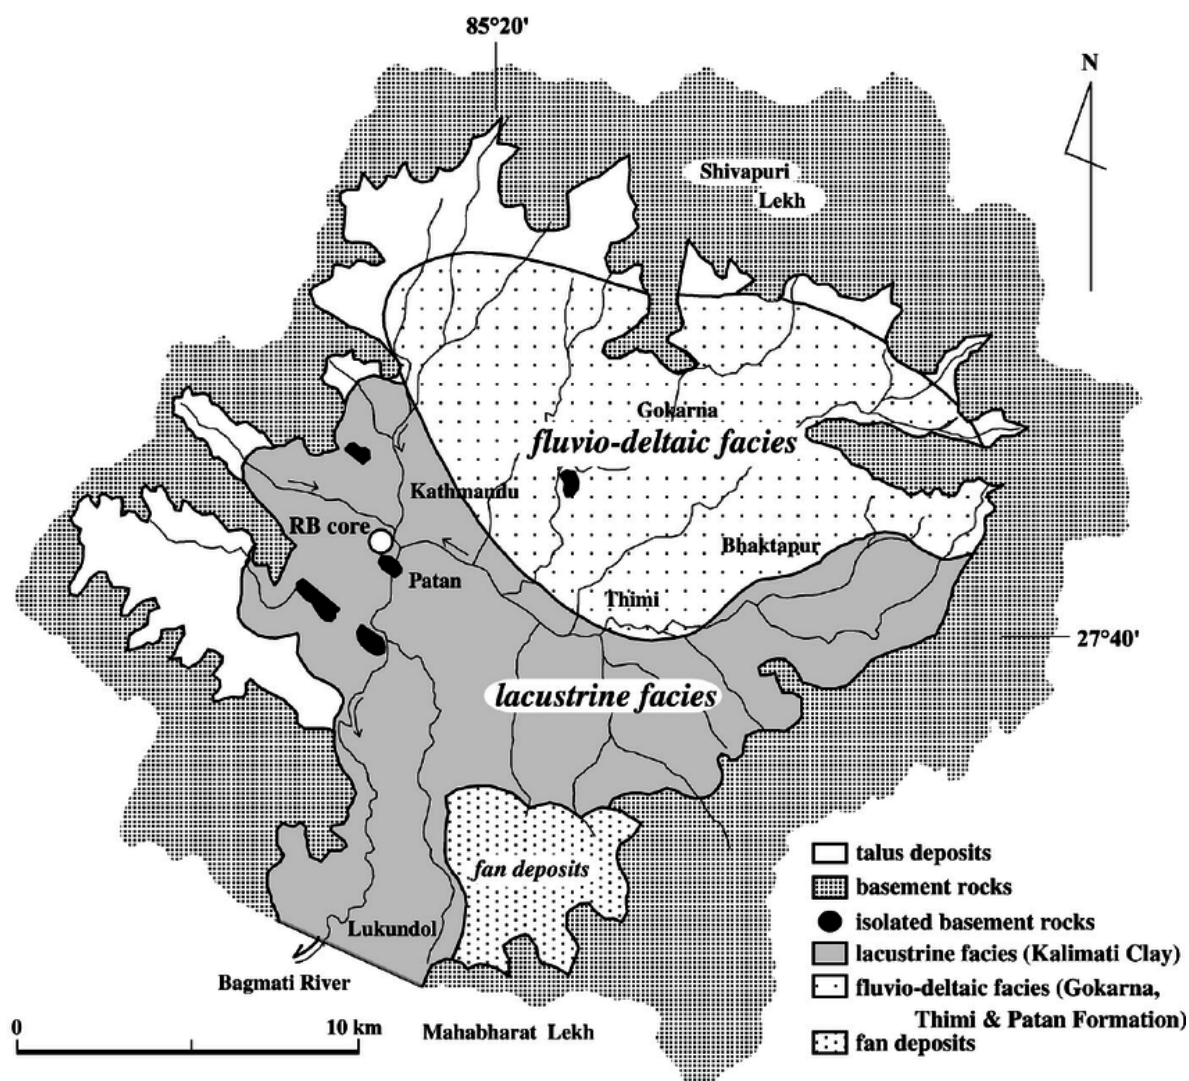 85°20'
N
Shivapuri
Lekh
Gokarna
fluvio-deltaic facies
Kathmandu
RB core
Bhaktapur
Patan
Thimi
27°40'
lacustrine facies
fan deposits
Lukundol
Bagmati River
0 10 km
Mahabharat Lekh
talus deposits
basement rocks
isolated basement rocks
lacustrine facies (Kalimati Clay)
fluvio-deltaic facies (Gokarna,
Thimi & Patan Formation)
fan deposits